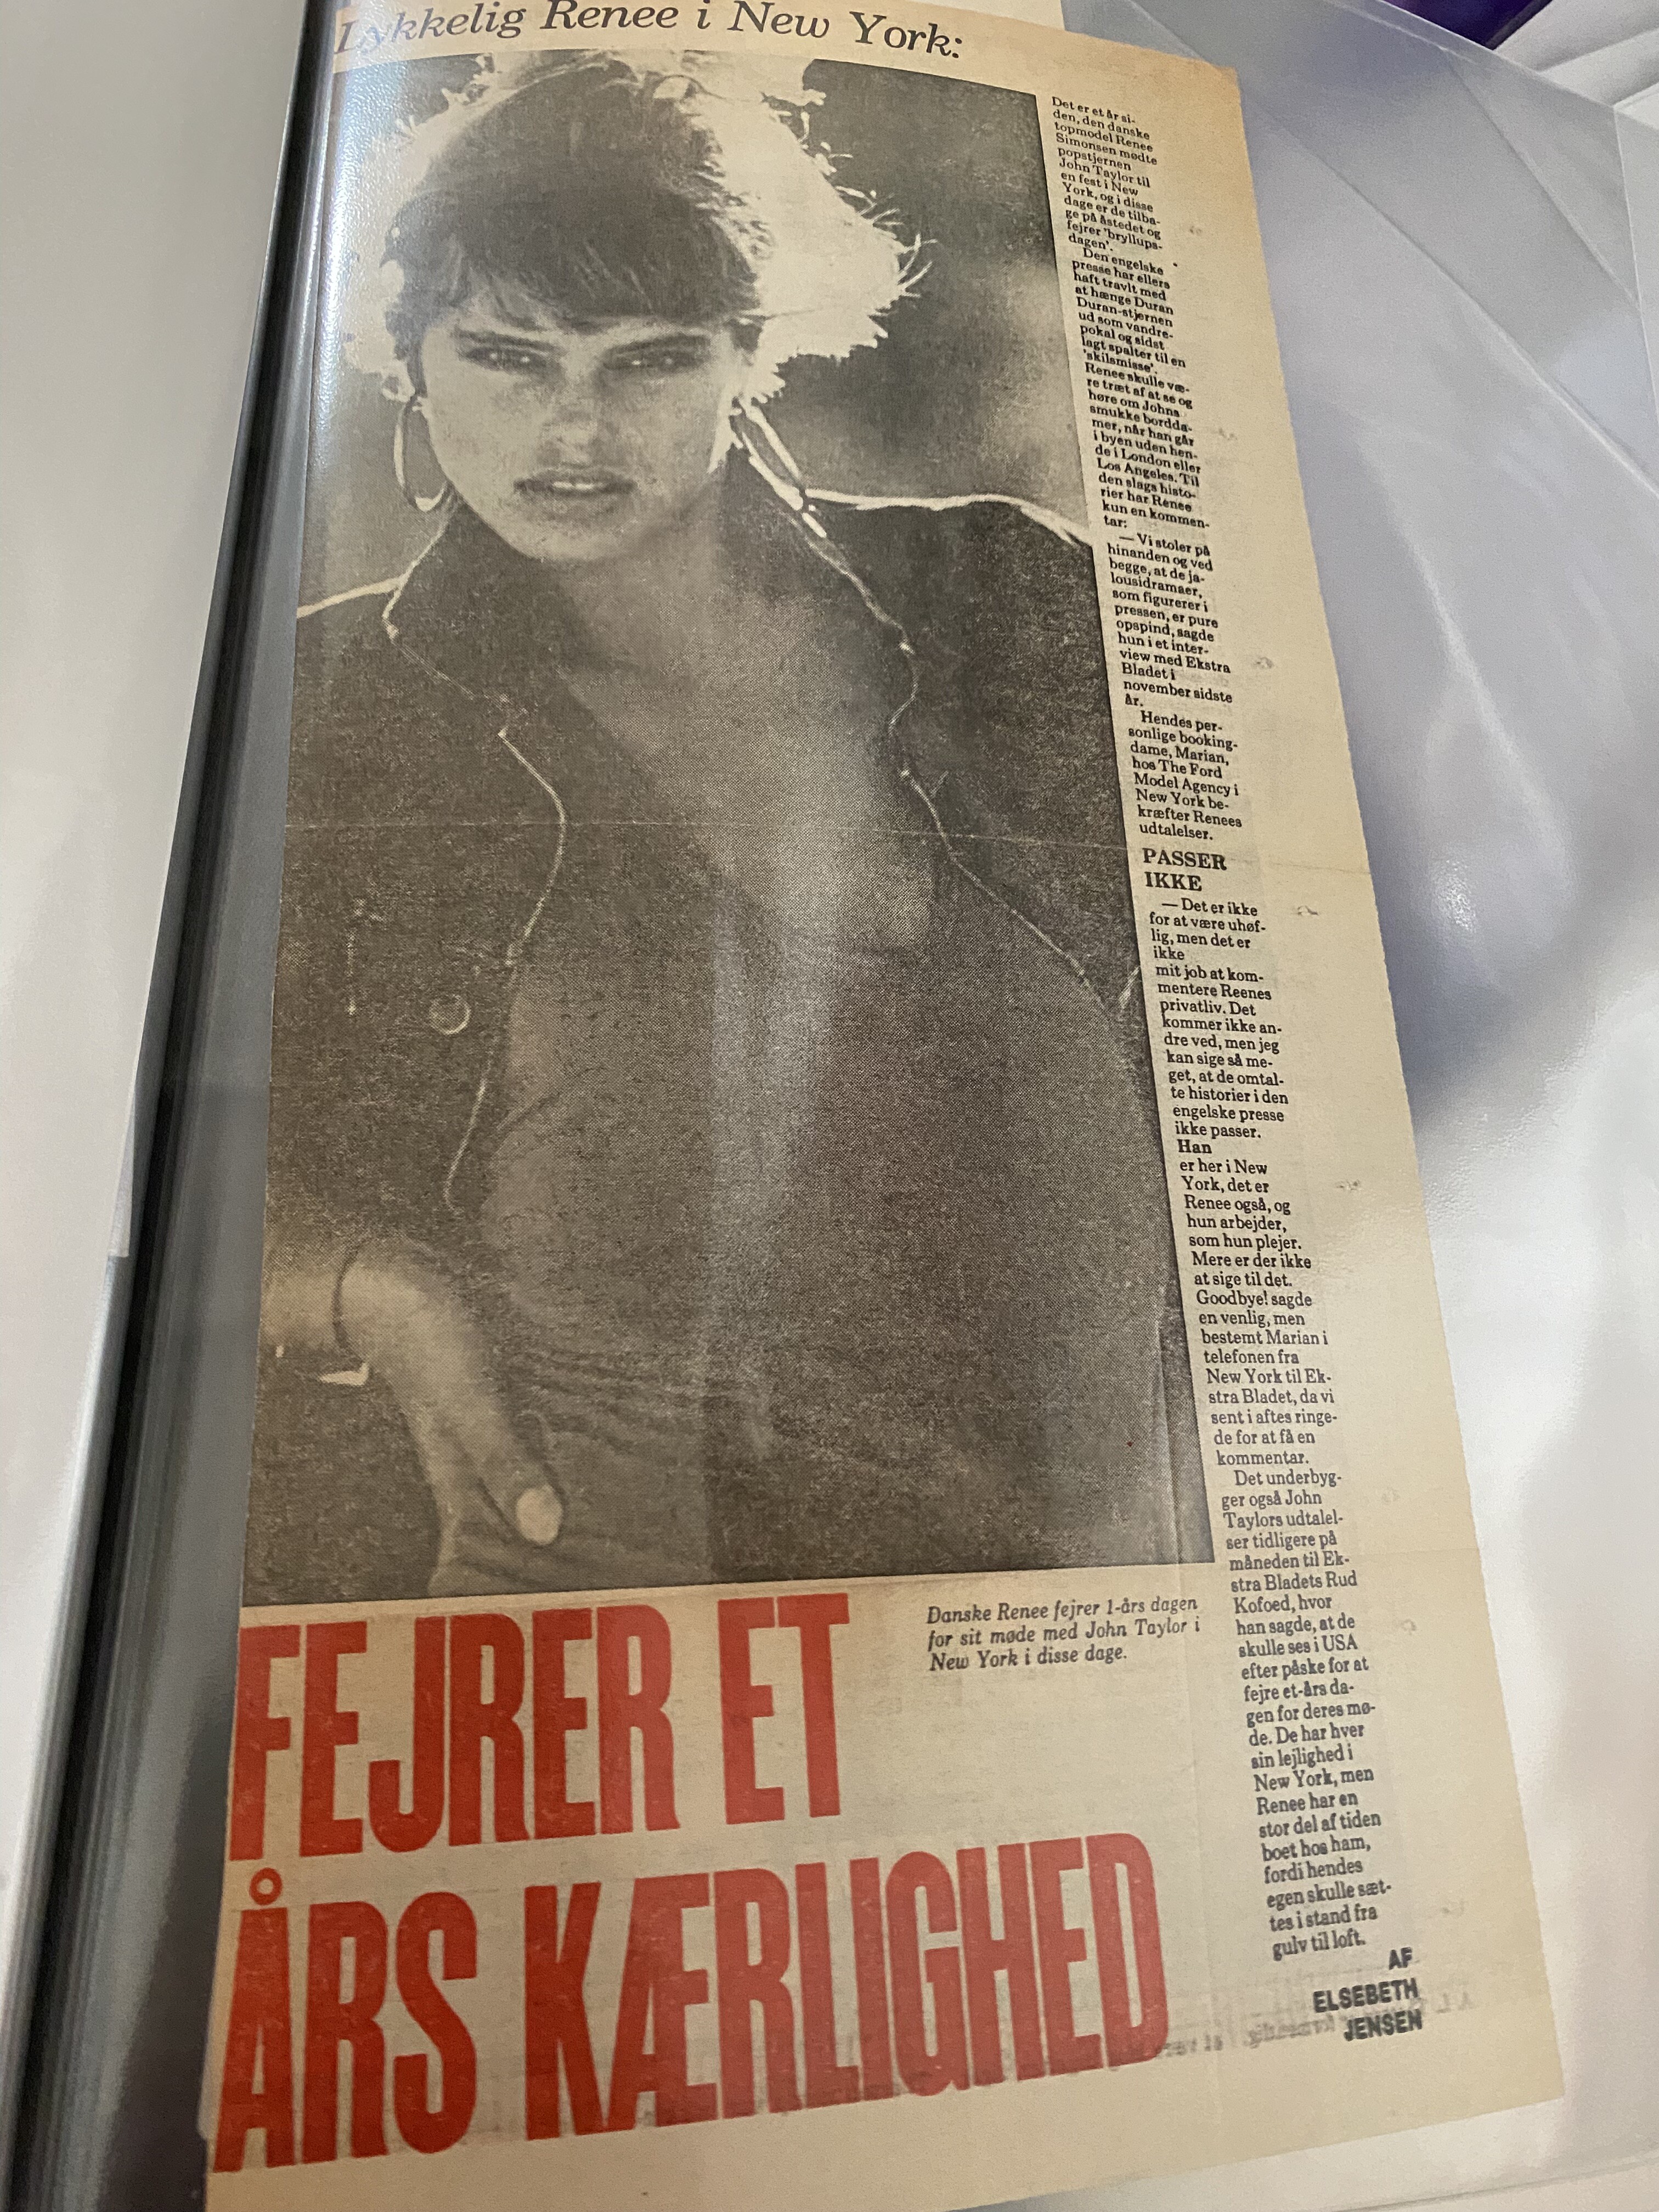 Lykkelig Renee i New York:
Det er et år si-
den, den danske
topmodel Renee
Simonsen mødte
popstjernen
John Taylor til
en fest i New
York, og i disse
dage er de tilba-
ge på åstedet og
fejrer 'bryllups-
dagen'.
Den engelske
presse har ellers
haft travlt med
at hænge Duran
Duran-stjernen
ud som vandre-
pokal og sidst
lagt spalter til en
'skilsmisse'.
Renee skulle væ-
re træt af at se og
høre om Johns
smukke bordda-
mer, når han går
i byen uden hen-
de i London eller
Los Angeles. Til
den slags histo-
rier har Renee
kun en kommen-
tar:
— Vi stoler på
hinanden og ved
begge, at de ja-
lousidramaer,
som figurerer i
pressen, er pure
opspind, sagde
hun i et inter-
view med Ekstra
Bladet i
november sidste
år.
Hendes per-
sonlige booking-
dame, Marian,
hos The Ford
Model Agency i
New York be-
kræfter Renees
udtalelser.
PASSER
IKKE
— Det er ikke
for at være uhøf-
lig, men det er
ikke
mit job at kom-
mentere Reenes
privatliv. Det
kommer ikke an-
dre ved, men jeg
kan sige så me-
get, at de omtal-
te historier i den
engelske presse
ikke passer.
Han
er her i New
York, det er
Renee også, og
hun arbejder,
som hun plejer.
Mere er der ikke
at sige til det.
Goodbye! sagde
en venlig, men
bestemt Marian i
telefonen fra
New York til Ek-
stra Bladet, da vi
sent i aftes ringe-
de for at få en
kommentar.
Det underbyg-
ger også John
Taylors udtalel-
ser tidligere på
måneden til Ek-
stra Bladets Rud
Kofoed, hvor
han sagde, at de
skulle ses i USA
efter påske for at
fejre et-års da-
gen for deres mø-
de. De har hver
sin lejlighed i
New York, men
Renee har en
stor del af tiden
boet hos ham,
fordi hendes
egen skulle sæt-
tes i stand fra
gulv til loft.
AF
ELSEBETH
JENSEN
Danske Renee fejrer 1-års dagen
for sit møde med John Taylor i
New York i disse dage.
FEJRER ET
ÅRS KÆRLIGHED